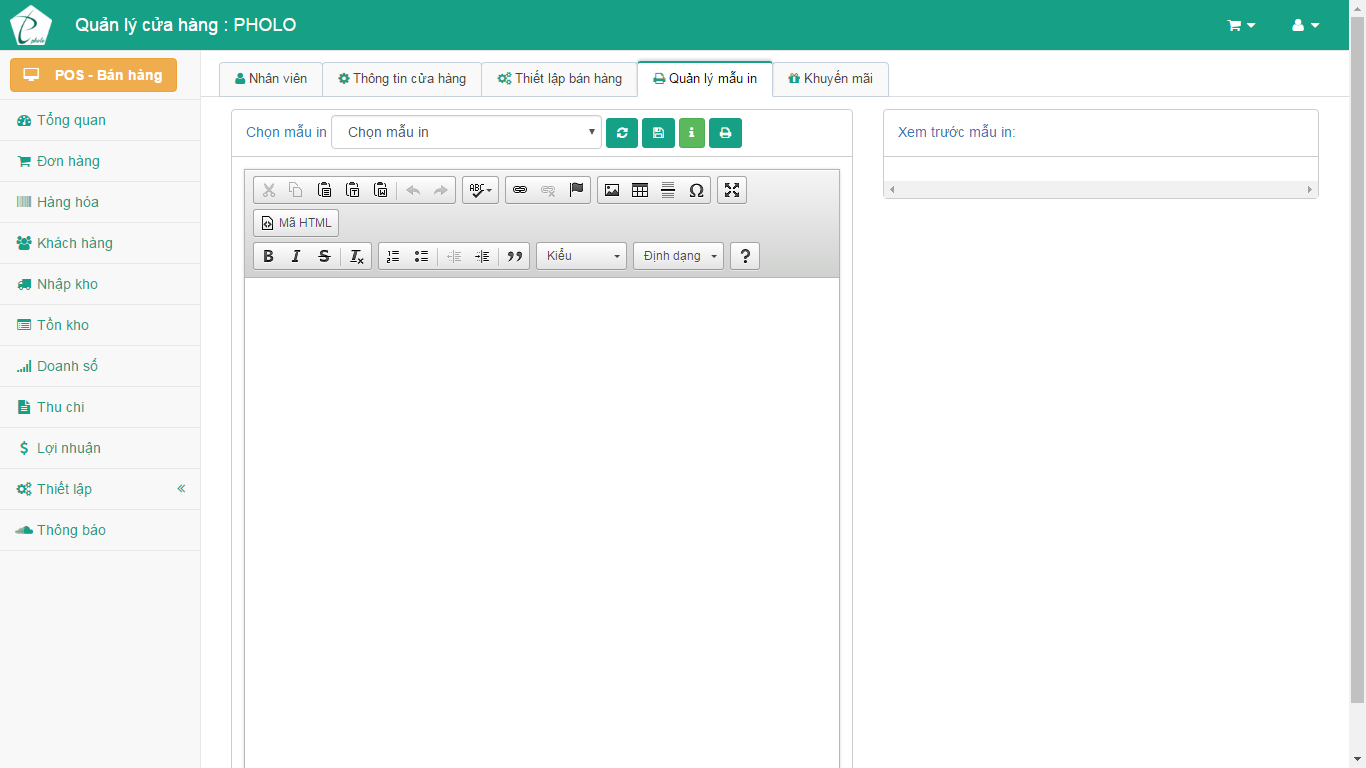 pholo
Quản lý cửa hàng : PHOLO
POS - Bán hàng
Tổng quan
Đơn hàng
Hàng hóa
Khách hàng
Nhập kho
Tồn kho
Doanh số
Thu chi
Lợi nhuận
Thiết lập
Thông báo
Nhân viên
Thông tin cửa hàng
Thiết lập bán hàng
Quản lý mẫu in
Khuyến mãi
Chọn mẫu in Chọn mẫu in
ABC
Mã HTML
B I S Tx
Kiểu
Định dạng
?
Xem trước mẫu in: